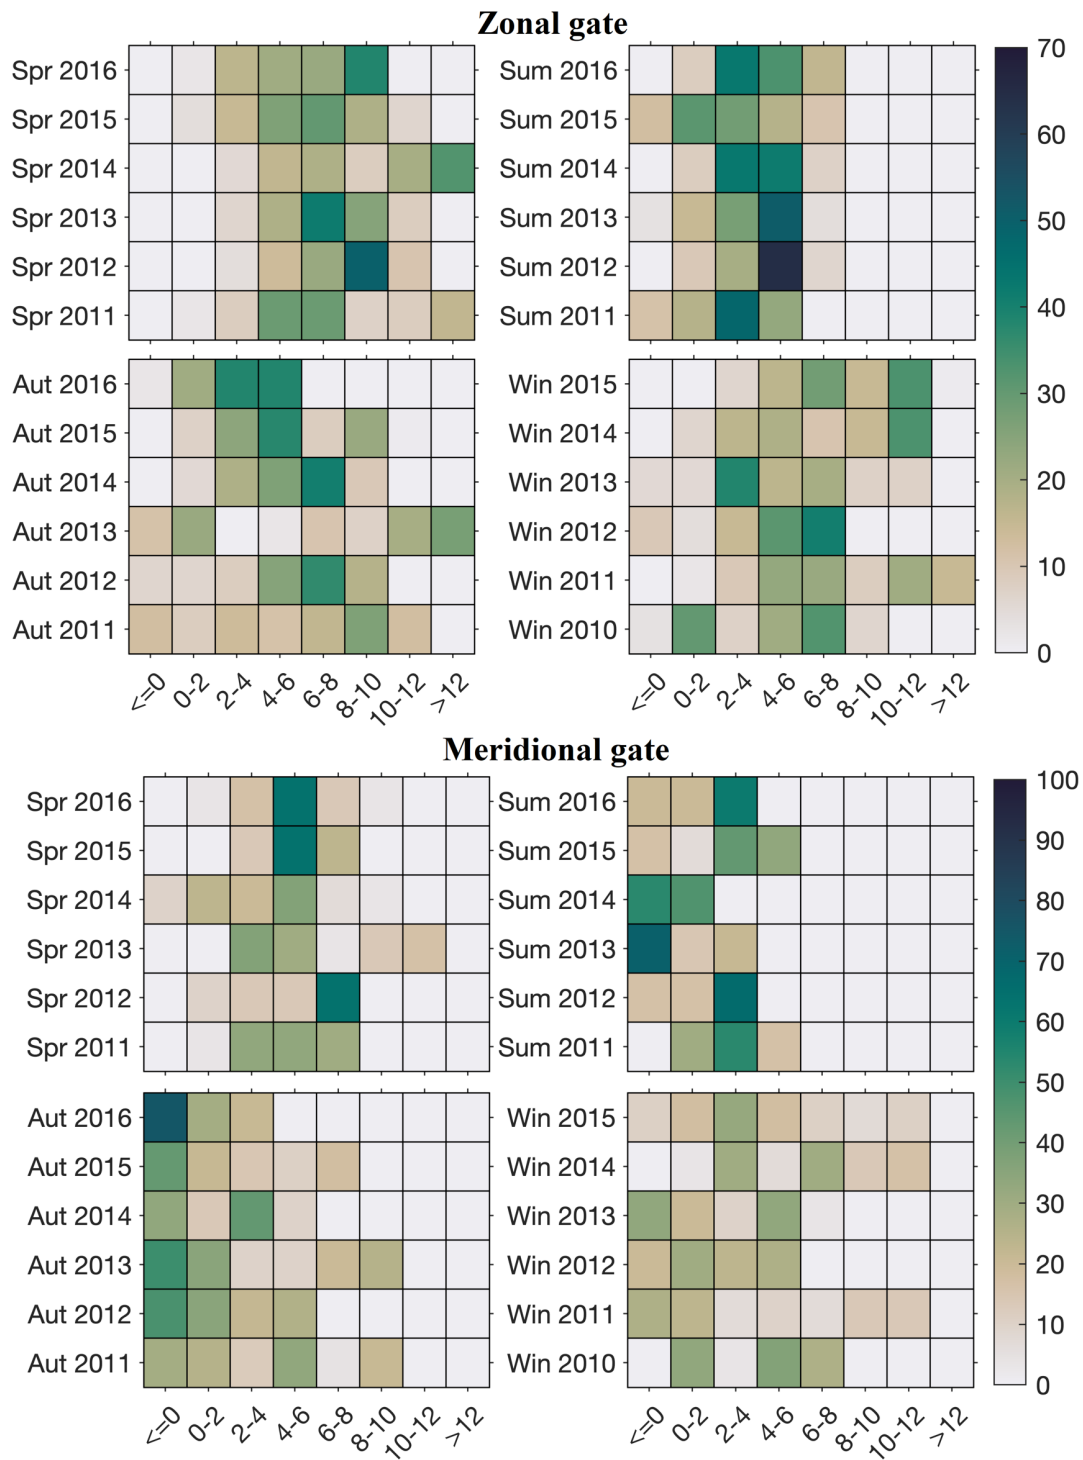 Zonal gate
Spr 2016
Spr 2015
Spr 2014
Spr 2013
Spr 2012
Spr 2011
Sum 2016
Sum 2015
Sum 2014
Sum 2013
Sum 2012
Sum 2011
70
60
50
40
30
20
10
0
Aut 2016
Aut 2015
Aut 2014
Aut 2013
Aut 2012
Aut 2011
<=0 0-2 2-4 4-6 6-8 8-10 10-12 >12
Win 2015
Win 2014
Win 2013
Win 2012
Win 2011
Win 2010
<=0 0-2 2-4 4-6 6-8 8-10 10-12 >12
Meridional gate
Spr 2016
Spr 2015
Spr 2014
Spr 2013
Spr 2012
Spr 2011
Sum 2016
Sum 2015
Sum 2014
Sum 2013
Sum 2012
Sum 2011
100
90
80
70
60
50
40
30
20
10
0
Aut 2016
Aut 2015
Aut 2014
Aut 2013
Aut 2012
Aut 2011
<=0 0-2 2-4 4-6 6-8 8-10 10-12 >12
Win 2015
Win 2014
Win 2013
Win 2012
Win 2011
Win 2010
<=0 0-2 2-4 4-6 6-8 8-10 10-12 >12